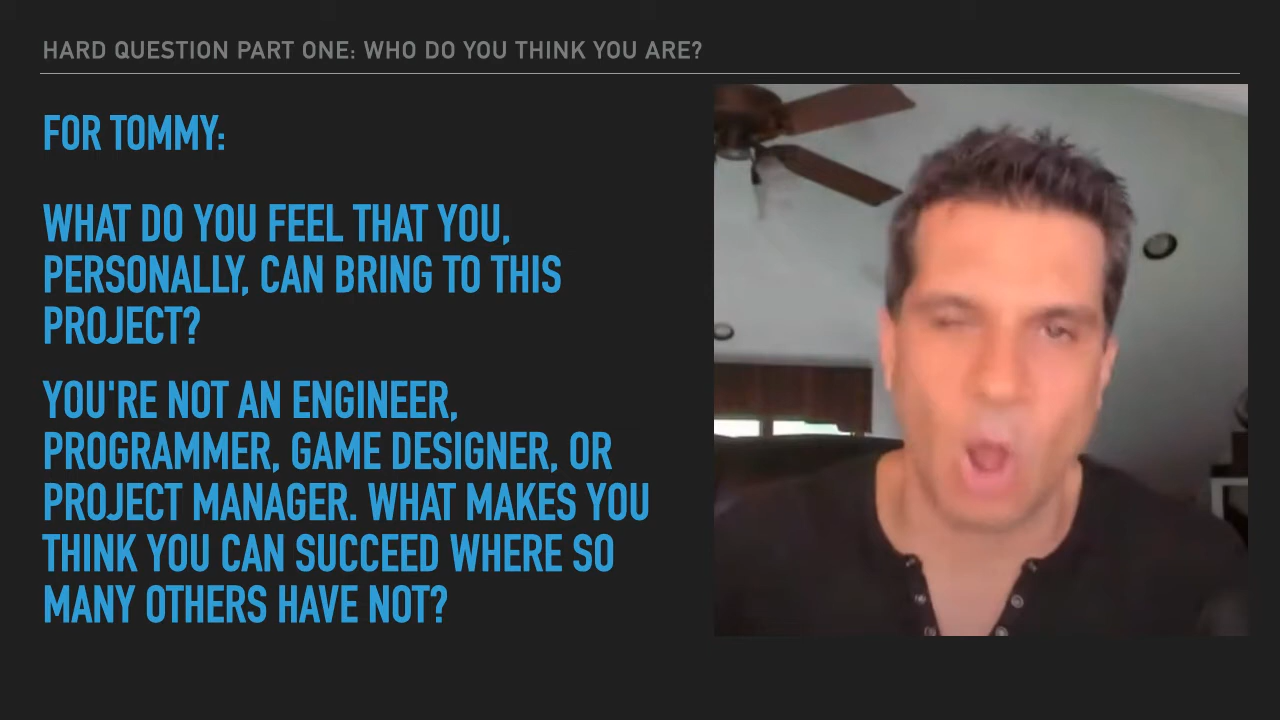 HARD QUESTION PART ONE: WHO DO YOU THINK YOU ARE?
FOR TOMMY:
WHAT DO YOU FEEL THAT YOU,
PERSONALLY, CAN BRING TO THIS
PROJECT?
YOU'RE NOT AN ENGINEER,
PROGRAMMER, GAME DESIGNER, OR
PROJECT MANAGER. WHAT MAKES YOU
THINK YOU CAN SUCCEED WHERE SO
MANY OTHERS HAVE NOT?